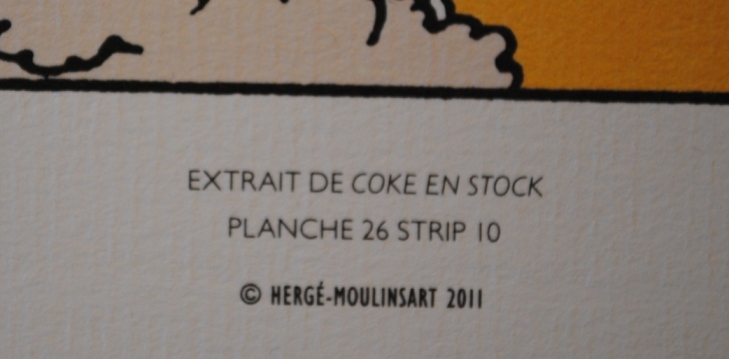 EXTRAIT DE COKE EN STOCK
PLANCHE 26 STRIP 10
© HERGÉ-MOULINSART 2011